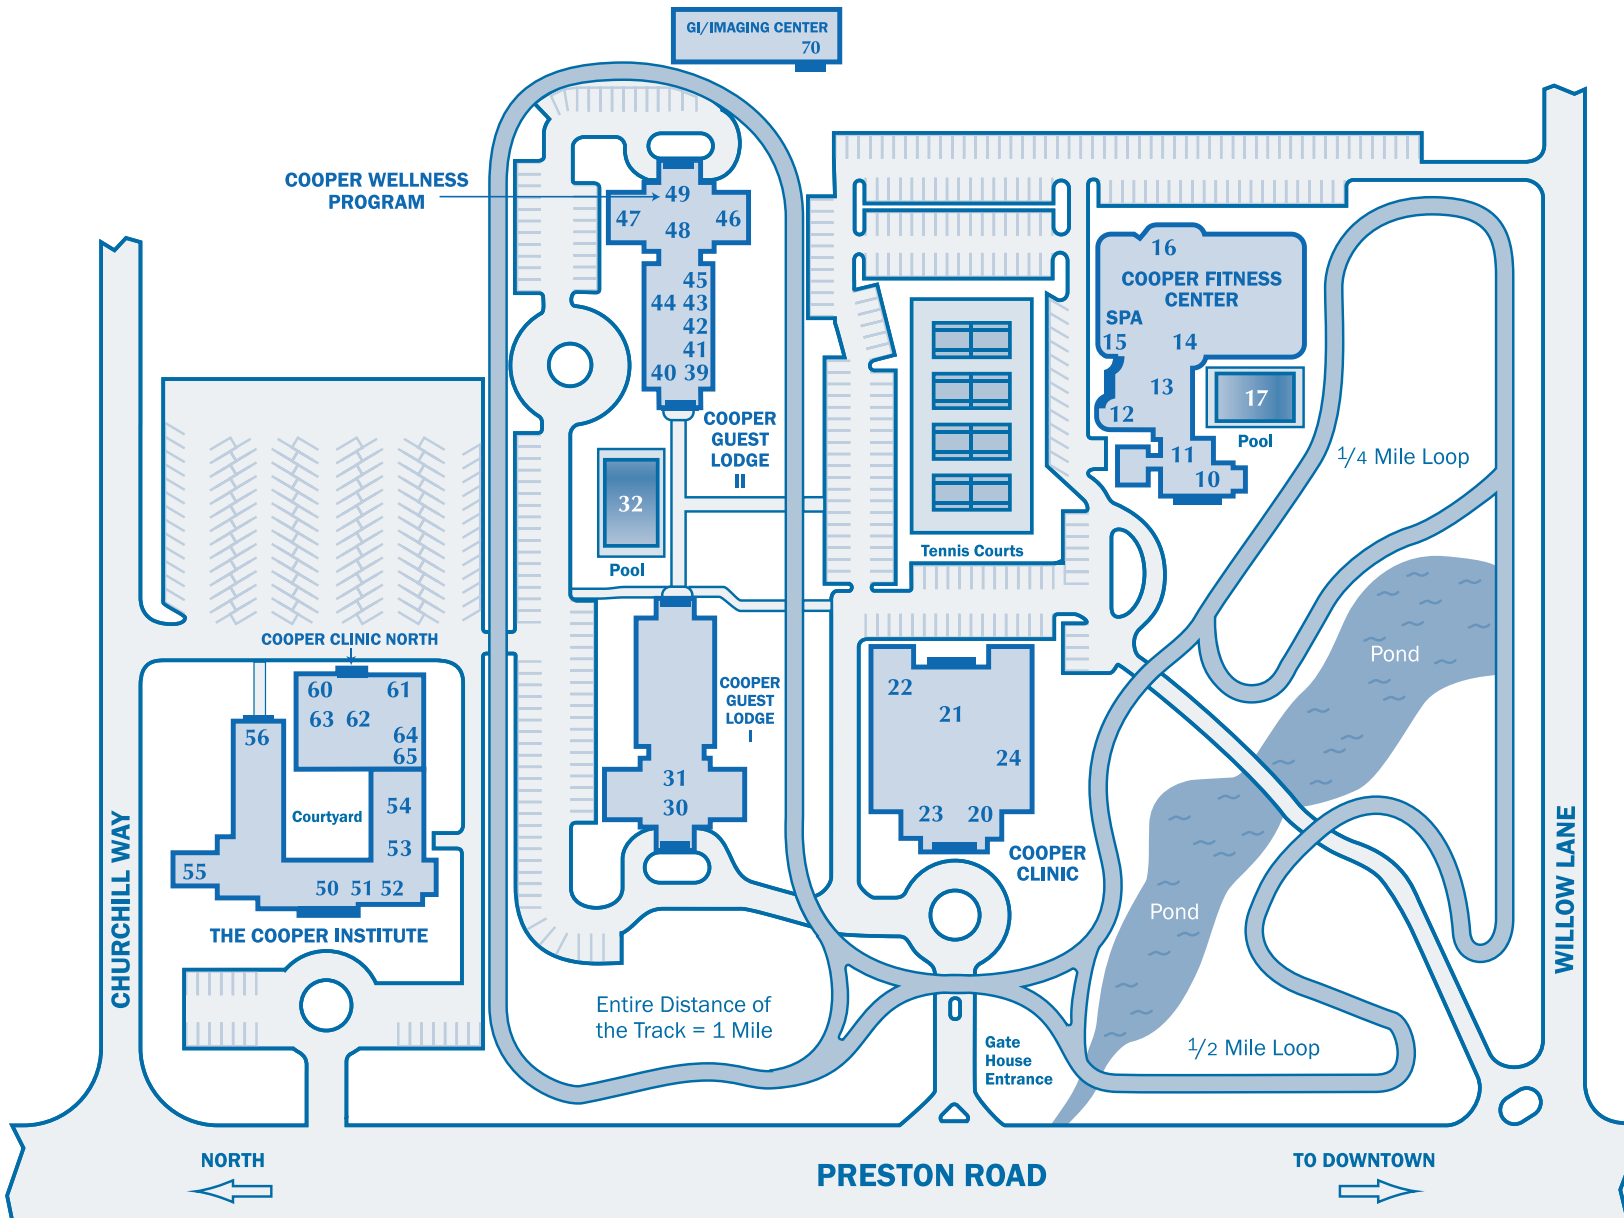 GI/IMAGING CENTER
70
COOPER WELLNESS
PROGRAM
49
47
46
48
45
44 43
42
41
40 39
COOPER
GUEST
LODGE
II
32
Pool
16
COOPER FITNESS
CENTER
SPA
15
14
13
12
17
Pool
11
10
1/4 Mile Loop
Tennis Courts
Pond
COOPER CLINIC NORTH
60
61
63 62
64
65
56
54
Courtyard
53
55
50 51 52
THE COOPER INSTITUTE
COOPER
GUEST
LODGE
I
31
30
22
21
24
23
20
COOPER
CLINIC
Pond
CHURCHILL WAY
WILLOW LANE
Entire Distance of
the Track = 1 Mile
Gate
House
Entrance
1/2 Mile Loop
NORTH
PRESTON ROAD
TO DOWNTOWN